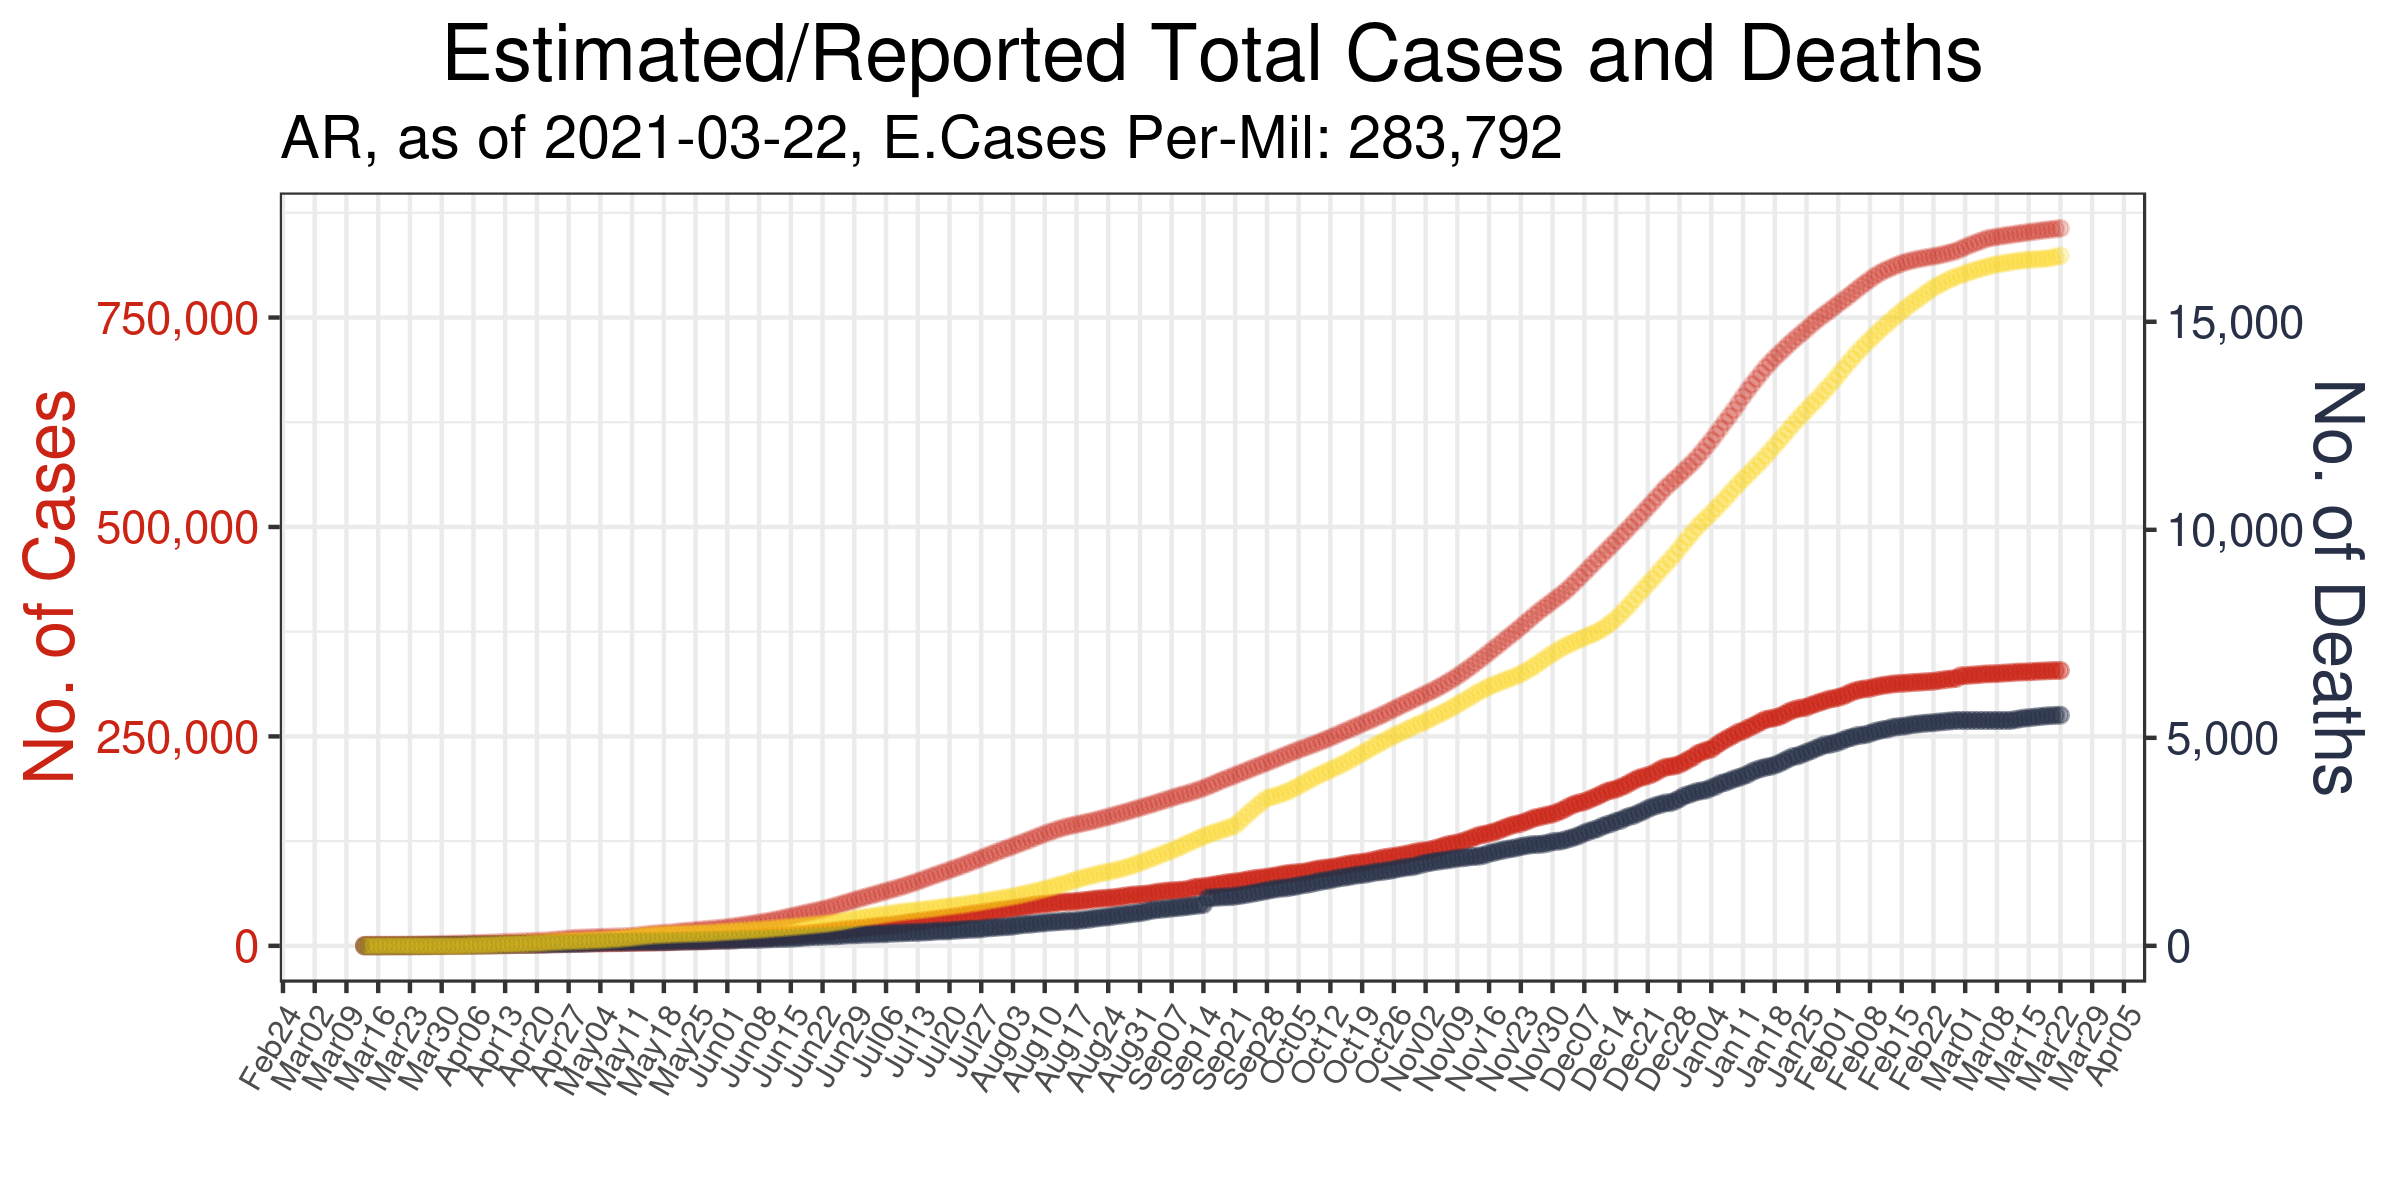 Estimated/Reported Total Cases and Deaths
AR, as of 2021-03-22, E.Cases Per-Mil: 283,792
No. of Cases
750,000
500,000
250,000
0
15,000
10,000
5,000
0
No. of Deaths
Feb24
Mar02
Mar09
Mar16
Mar23
Mar30
Apr06
Apr13
Apr20
Apr27
May04
May11
May18
May25
Jun01
Jun08
Jun15
Jun22
Jun29
Jul06
Jul13
Jul20
Jul27
Aug03
Aug10
Aug17
Aug24
Aug31
Sep07
Sep14
Sep21
Sep28
Oct05
Oct12
Oct19
Oct26
Nov02
Nov09
Nov16
Nov23
Nov30
Dec07
Dec14
Dec21
Dec28
Jan04
Jan11
Jan18
Jan25
Feb01
Feb08
Feb15
Feb22
Mar01
Mar08
Mar15
Mar22
Mar29
Apr05